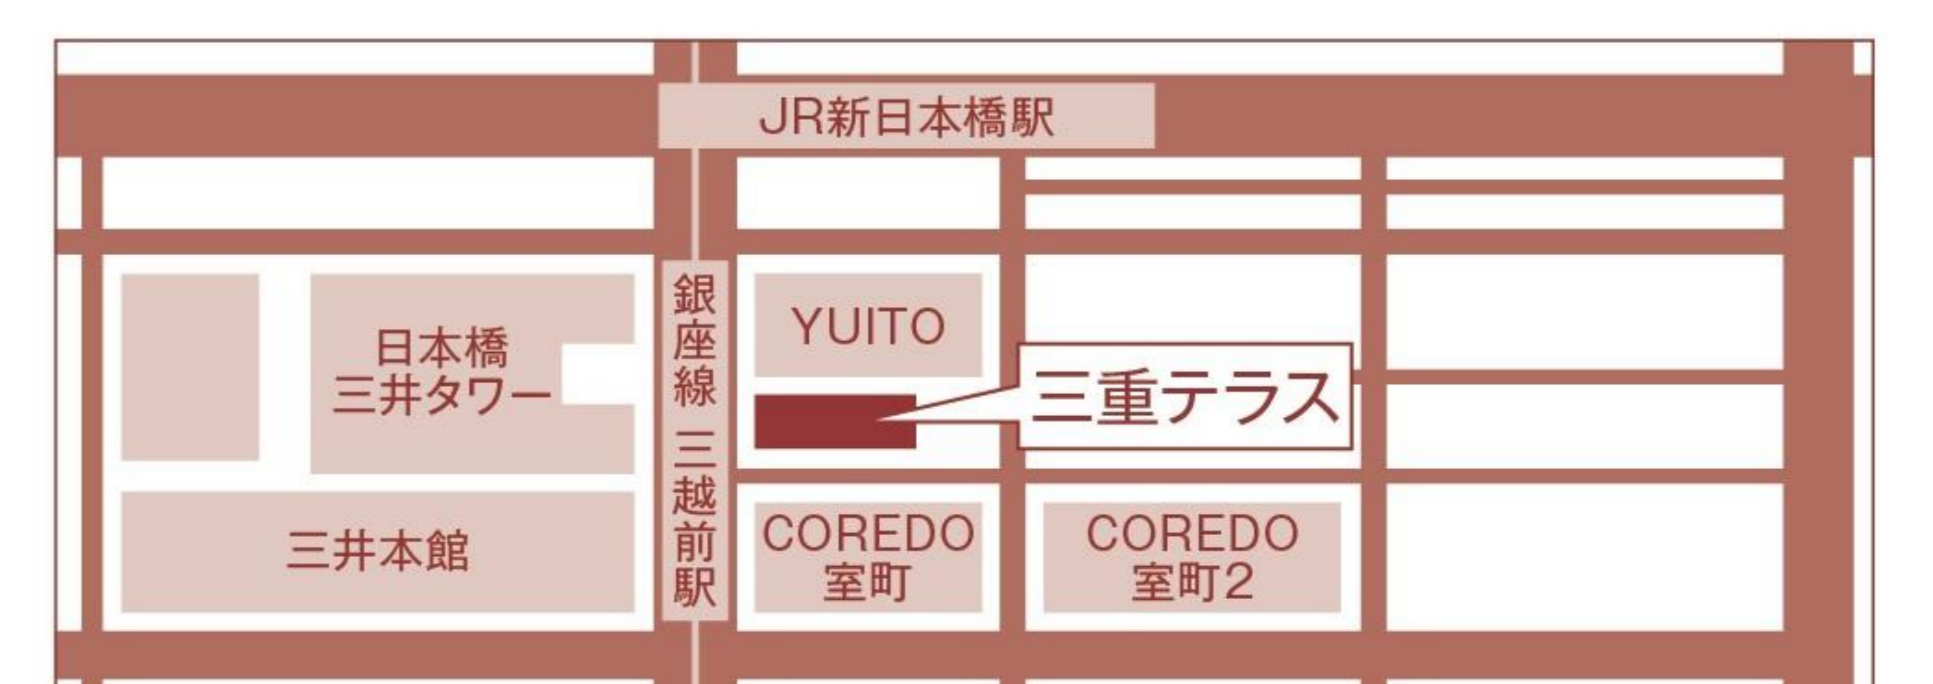 JR新日本橋駅
銀座線 三越前駅
日本橋
三井タワー
YUITO
三重テラス
三井本館
COREDO
室町
COREDO
室町2